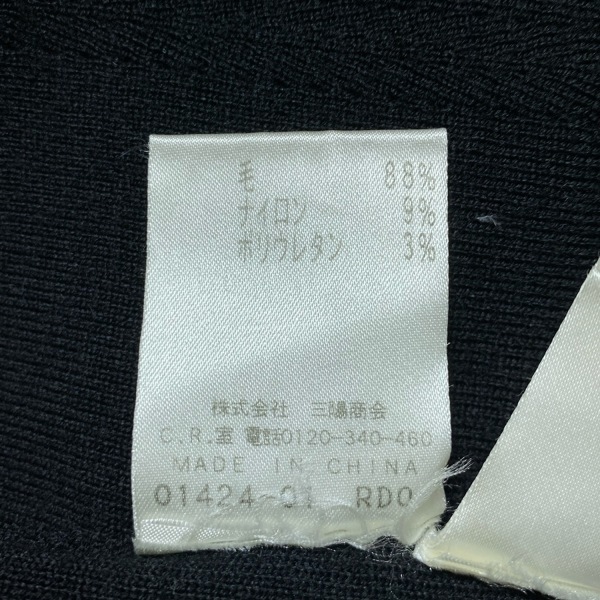 毛 88%
ナイロン 9%
ポリウレタン 3%
株式会社 三陽商会
C.R.室 電話0120-340-460
MADE IN CHINA
01424-01 RDO